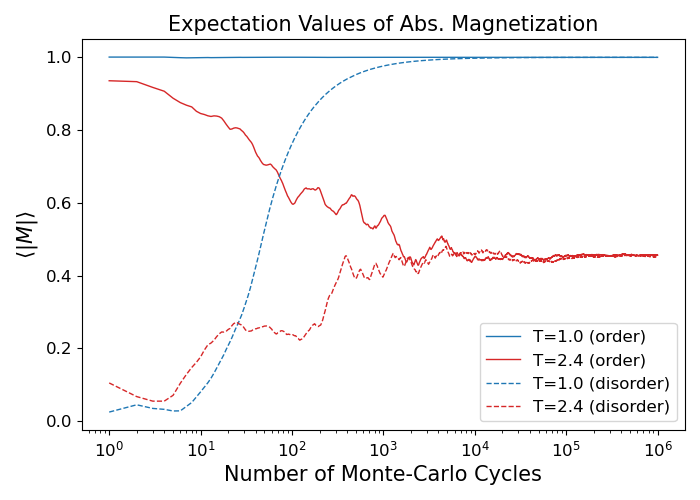 Expectation Values of Abs. Magnetization
⟨|M|⟩
1.0
0.8
0.6
0.4
0.2
0.0
T=1.0 (order)
T=2.4 (order)
T=1.0 (disorder)
T=2.4 (disorder)
10⁰ 10¹ 10² 10³ 10⁴ 10⁵ 10⁶
Number of Monte-Carlo Cycles